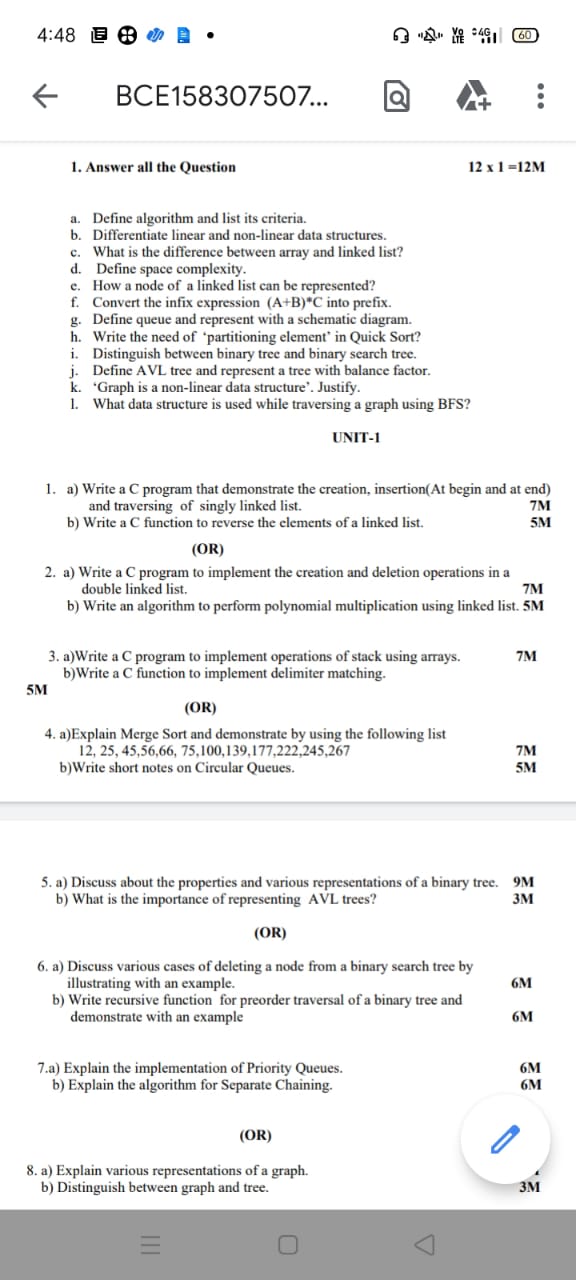 4:48
Vo LTE 4G 60
BCE158307507...
1. Answer all the Question 12 x 1 =12M
a. Define algorithm and list its criteria.
b. Differentiate linear and non-linear data structures.
c. What is the difference between array and linked list?
d. Define space complexity.
e. How a node of a linked list can be represented?
f. Convert the infix expression (A+B)*C into prefix.
g. Define queue and represent with a schematic diagram.
h. Write the need of ‘partitioning element’ in Quick Sort?
i. Distinguish between binary tree and binary search tree.
j. Define AVL tree and represent a tree with balance factor.
k. ‘Graph is a non-linear data structure’. Justify.
l. What data structure is used while traversing a graph using BFS?
UNIT-1
1. a) Write a C program that demonstrate the creation, insertion(At begin and at end)
and traversing of singly linked list. 7M
b) Write a C function to reverse the elements of a linked list. 5M
(OR)
2. a) Write a C program to implement the creation and deletion operations in a
double linked list. 7M
b) Write an algorithm to perform polynomial multiplication using linked list. 5M
3. a)Write a C program to implement operations of stack using arrays. 7M
b)Write a C function to implement delimiter matching.
5M
(OR)
4. a)Explain Merge Sort and demonstrate by using the following list
12, 25, 45,56,66, 75,100,139,177,222,245,267 7M
b)Write short notes on Circular Queues. 5M
5. a) Discuss about the properties and various representations of a binary tree. 9M
b) What is the importance of representing AVL trees? 3M
(OR)
6. a) Discuss various cases of deleting a node from a binary search tree by
illustrating with an example. 6M
b) Write recursive function for preorder traversal of a binary tree and
demonstrate with an example 6M
7.a) Explain the implementation of Priority Queues. 6M
b) Explain the algorithm for Separate Chaining. 6M
(OR)
8. a) Explain various representations of a graph.
b) Distinguish between graph and tree. 3M